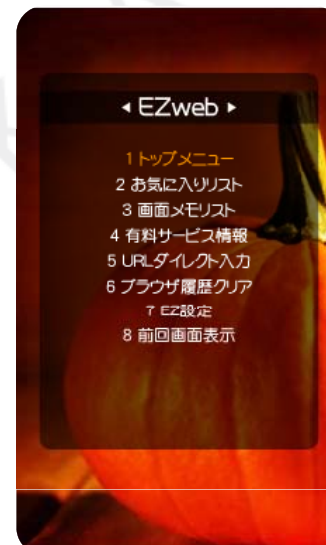 ◂ EZweb ▸
1 トップメニュー
2 お気に入りリスト
3 画面メモリスト
4 有料サービス情報
5 URLダイレクト入力
6 ブラウザ履歴クリア
7 EZ設定
8 前回画面表示